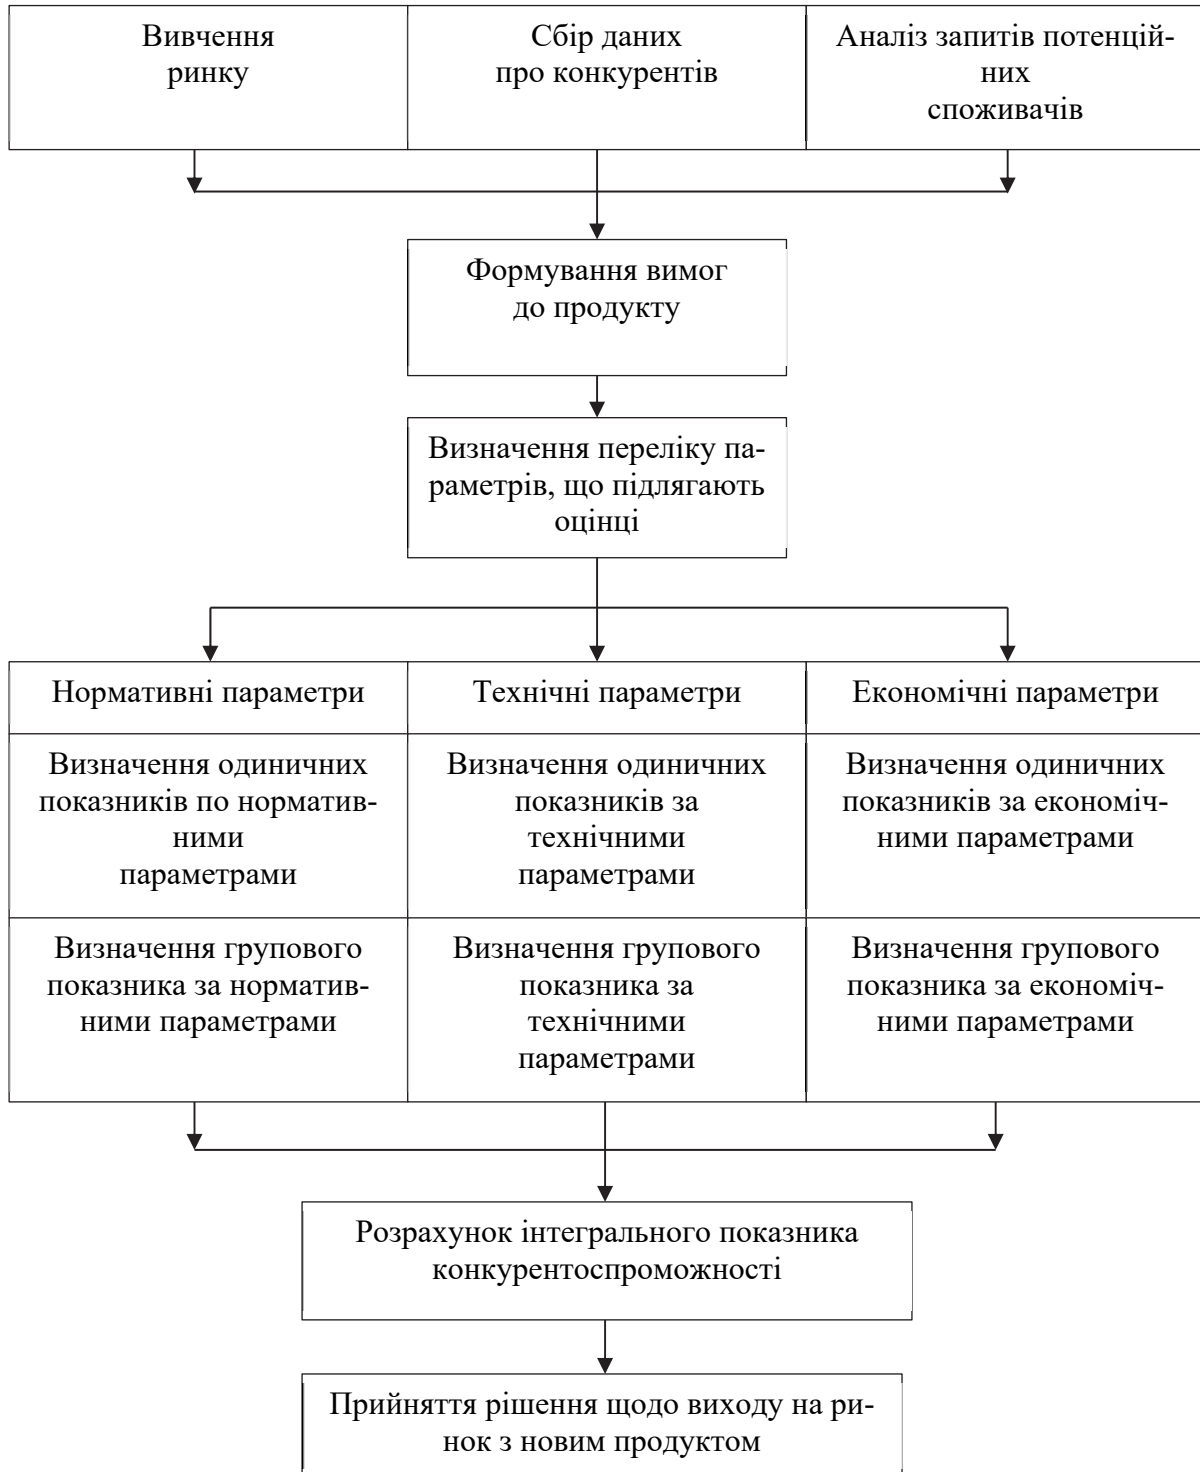 Вивчення
ринку
Сбір даних
про конкурентів
Аналіз запитів потенцій-
них
споживачів
Формування вимог
до продукту
Визначення переліку па-
раметрів, що підлягають
оцінці
Нормативні параметри
Технічні параметри
Економічні параметри
Визначення одиничних
показників по норматив-
ними
параметрами
Визначення одиничних
показників за
технічними
параметрами
Визначення одиничних
показників за економіч-
ними параметрами
Визначення групового
показника за норматив-
ними параметрами
Визначення групового
показника за
технічними
параметрами
Визначення групового
показника за економіч-
ними параметрами
Розрахунок інтегрального показника
конкурентоспроможності
Прийняття рішення щодо виходу на ри-
нок з новим продуктом